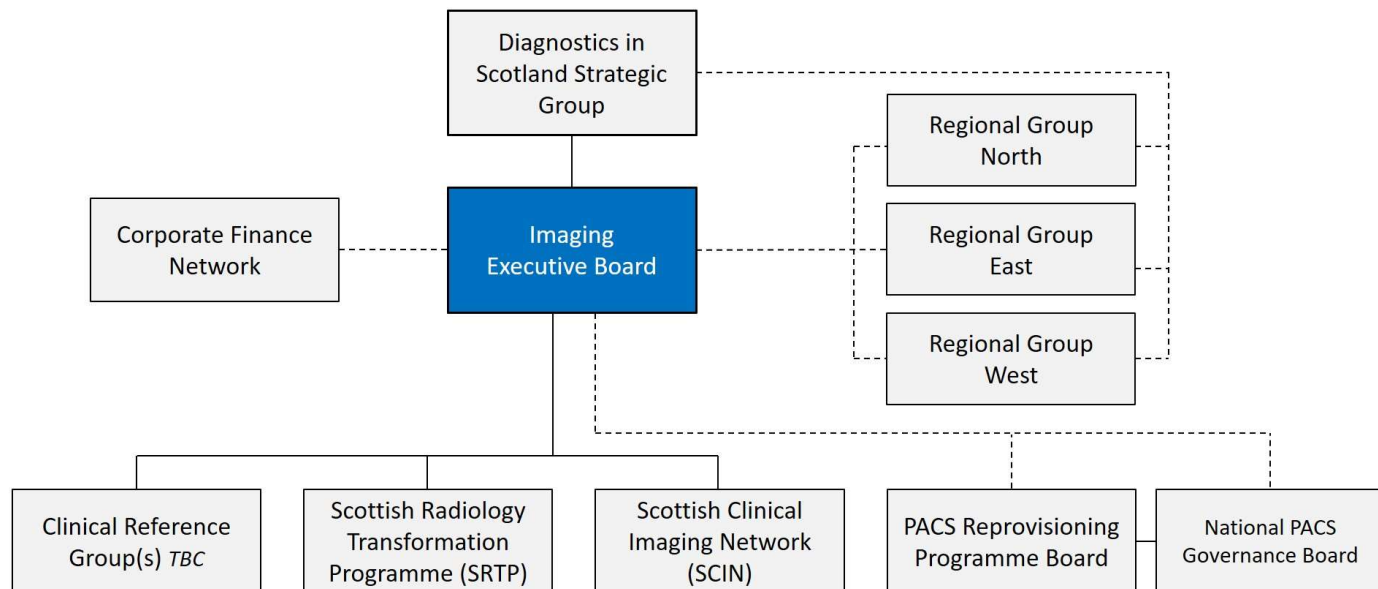 Diagnostics in
Scotland Strategic
Group
Regional Group
North
Corporate Finance
Network
Imaging
Executive Board
Regional Group
East
Regional Group
West
Clinical Reference
Group(s) TBC
Scottish Radiology
Transformation
Programme (SRTP)
Scottish Clinical
Imaging Network
(SCIN)
PACS Reprovisioning
Programme Board
National PACS
Governance Board